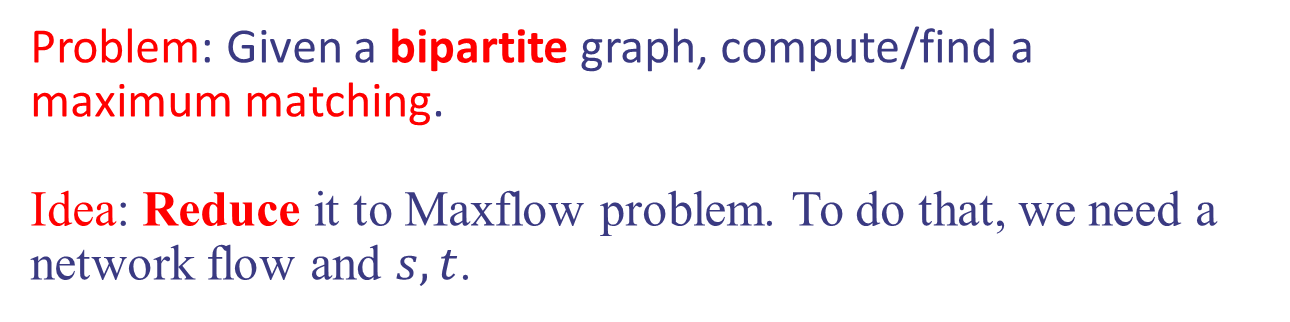 Problem: Given a bipartite graph, compute/find a
maximum matching.
Idea: Reduce it to Maxflow problem. To do that, we need a
network flow and s, t.